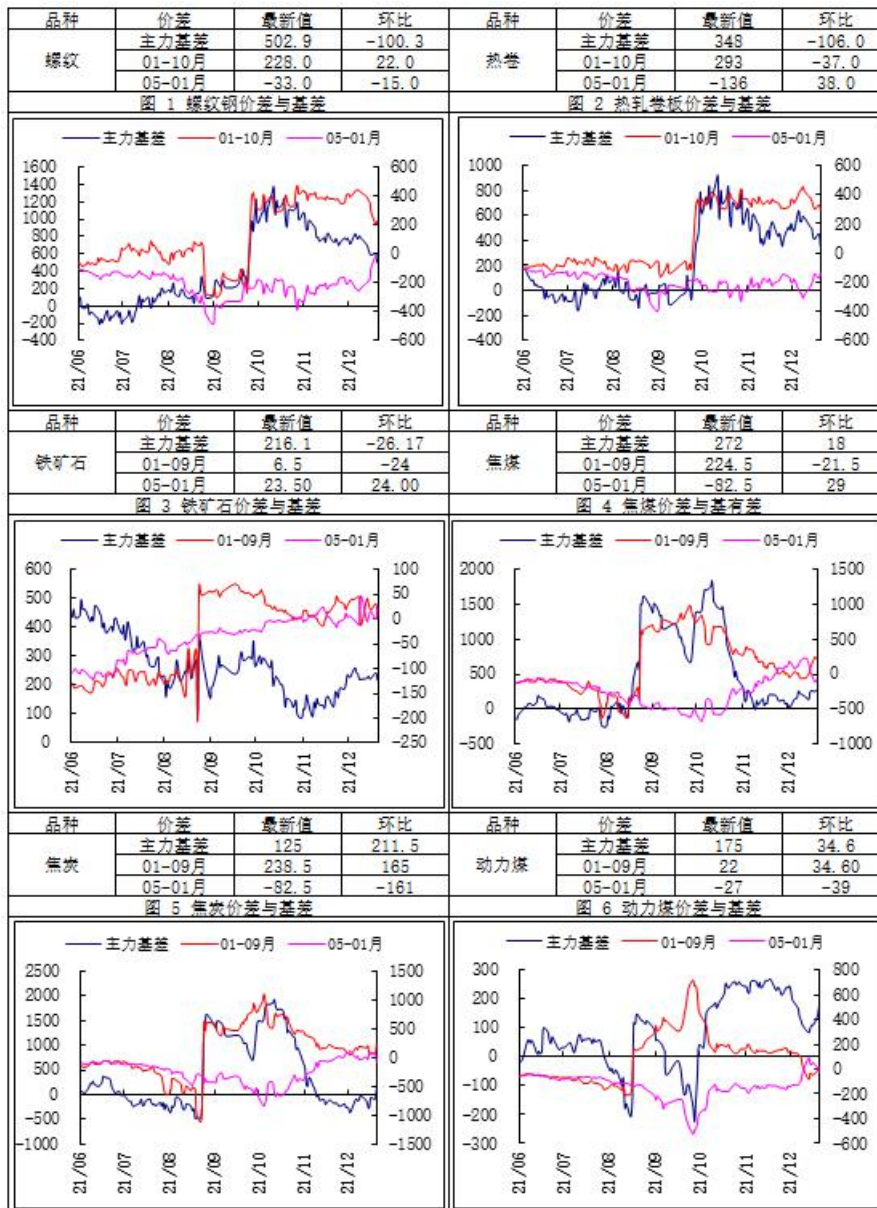 品种 价差 最新值 环比 品种 价差 最新值 环比
螺纹 主力基差 502.9 -100.3 热卷 主力基差 348 -106.0
01-10月 228.0 22.0 01-10月 293 -37.0
05-01月 -33.0 -15.0 05-01月 -136 38.0
图 1 螺纹钢价差与基差 图 2 热轧卷板价差与基差
主力基差 01-10月 05-01月 主力基差 01-10月 05-01月
1600 1400 1200 1000 800 600 400 200 0 -200 -400
600 400 200 0 -200 -400 -600
21/06 21/07 21/08 21/09 21/10 21/11 21/12
1000 800 600 400 200 0 -200 -400
600 400 200 0 -200 -400 -600
21/06 21/07 21/08 21/09 21/10 21/11 21/12
品种 价差 最新值 环比 品种 价差 最新值 环比
铁矿石 主力基差 216.1 -26.17 焦煤 主力基差 272 18
01-09月 6.5 -24 01-09月 224.5 -21.5
05-01月 23.50 24.00 05-01月 -82.5 29
图 3 铁矿石价差与基差 图 4 焦煤价差与基有差
主力基差 01-09月 05-01月 主力基差 01-09月 05-01月
600 500 400 300 200 100 0
100 50 0 -50 -100 -150 -200 -250
21/06 21/07 21/08 21/09 21/10 21/11 21/12
2000 1500 1000 500 0 -500
1500 1000 500 0 -500 -1000
21/06 21/07 21/08 21/09 21/10 21/11 21/12
品种 价差 最新值 环比 品种 价差 最新值 环比
焦炭 主力基差 125 211.5 动力煤 主力基差 175 34.6
01-09月 238.5 165 01-09月 22 34.60
05-01月 -82.5 -161 05-01月 -27 -39
图 5 焦炭价差与基差 图 6 动力煤价差与基差
主力基差 01-09月 05-01月 主力基差 01-09月 05-01月
2500 2000 1500 1000 500 0 -500 -1000
1500 1000 500 0 -500 -1000 -1500
21/06 21/07 21/08 21/09 21/10 21/11 21/12
300 200 100 0 -100 -200 -300
800 600 400 200 0 -200 -400 -600
21/06 21/07 21/08 21/09 21/10 21/11 21/12